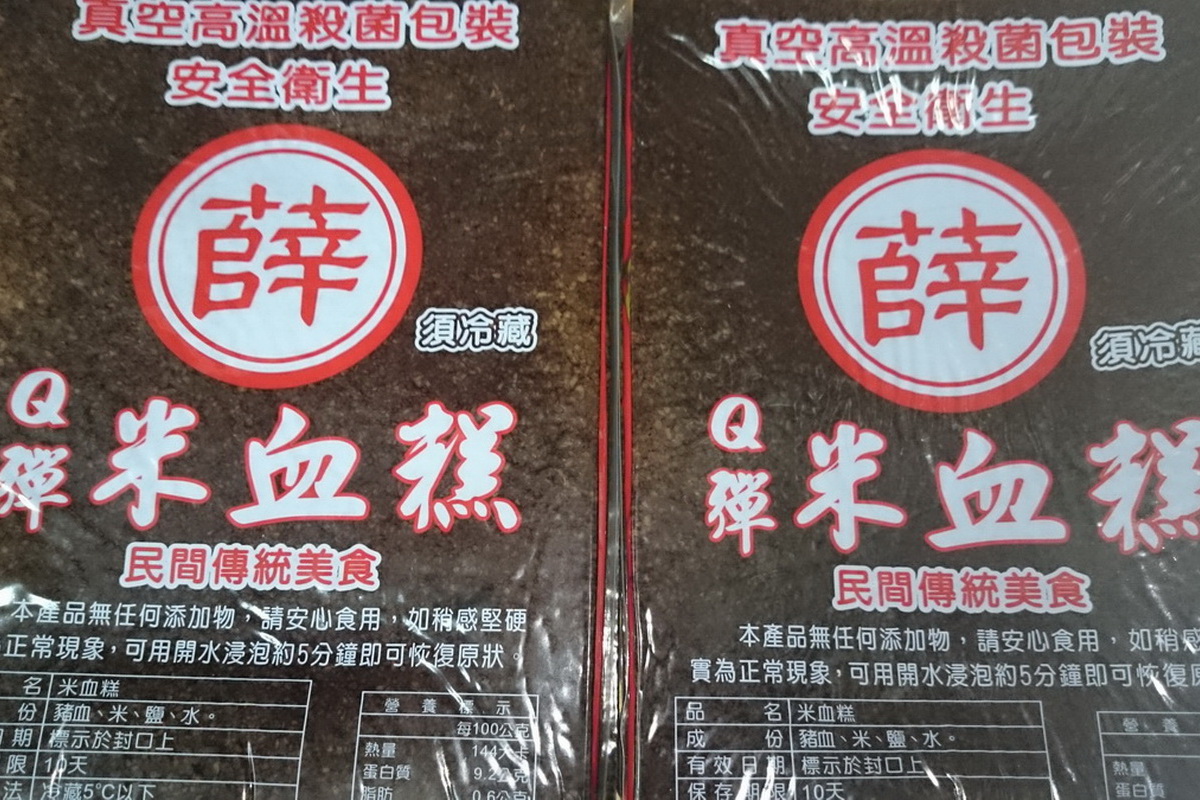 真空高溫殺菌包裝
安全衛生
薛
須冷藏
Q彈米血糕
民間傳統美食
本產品無任何添加物，請安心食用，如稍感堅硬
正常現象，可用開水浸泡約5分鐘即可恢復原狀。
名 米血糕
份 豬血、米、鹽、水。
期 標示於封口上
限 10天
法 冷藏5℃以下
營養標示
每100公克
熱量 144大卡
蛋白質 9.2公克
脂肪 0.6公克
真空高溫殺菌包裝
安全衛生
薛
須冷藏
Q彈米血糕
民間傳統美食
本產品無任何添加物，請安心食用，如稍感
實為正常現象，可用開水浸泡約5分鐘即可恢復
品名 米血糕
成份 豬血、米、鹽、水。
有效日期 標示於封口上
保存期限 10天
營養
熱量
蛋白質